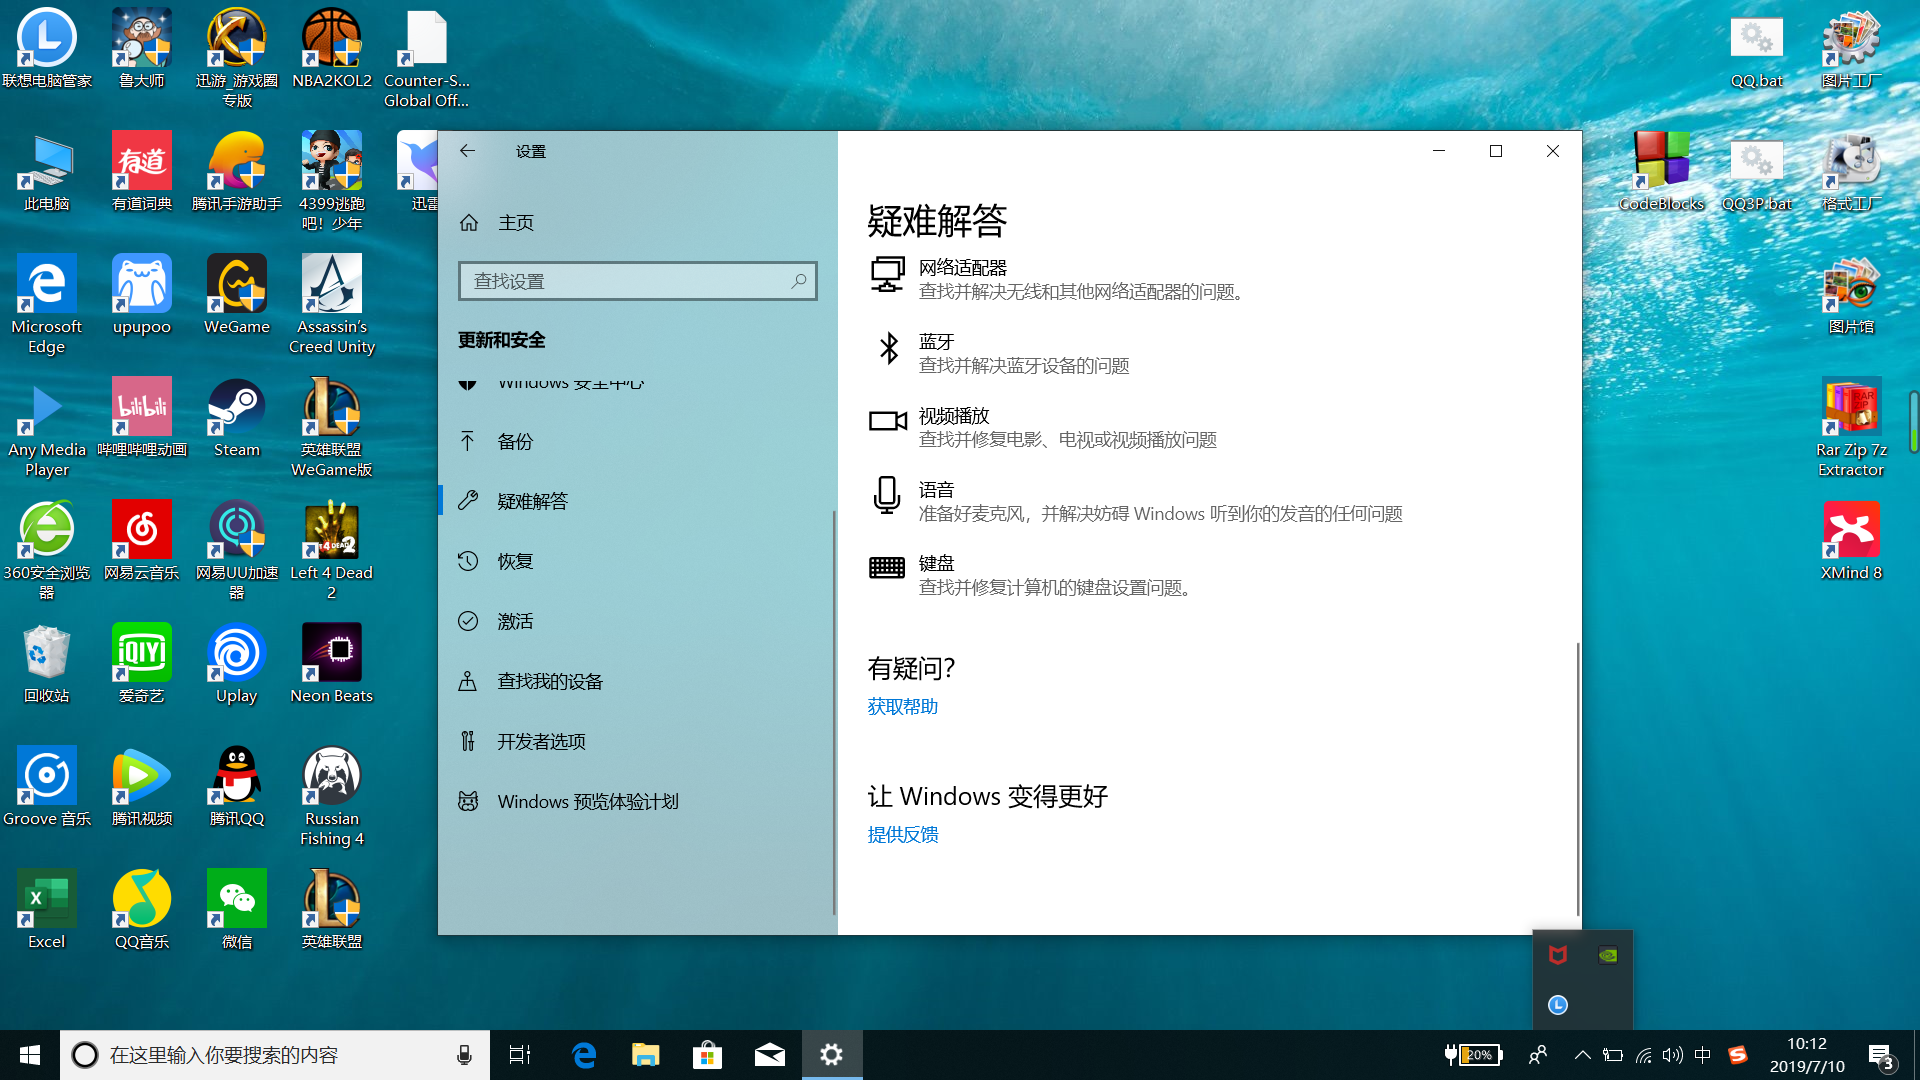 联想电脑管家
鲁大师
迅游_游戏圈
专版
NBA2KOL2
Counter-S...
Global Off...
此电脑
有道
有道词典
腾讯手游助手
4399逃跑
吧！少年
迅雷
Microsoft
Edge
upupoo
WeGame
Assassin's
Creed Unity
Any Media
Player
bilibili
哔哩哔哩动画
Steam
英雄联盟
WeGame版
360安全浏览
器
网易云音乐
网易UU加速
器
Left 4 Dead
2
回收站
iQIYI
爱奇艺
Uplay
Neon Beats
Groove 音乐
腾讯视频
腾讯QQ
Russian
Fishing 4
X
Excel
QQ音乐
微信
英雄联盟
QQ.bat
图片工厂
CodeBlocks
QQ3P.bat
格式工厂
图片馆
RAR
ZIP
Rar Zip 7z
Extractor
XMind 8
设置
主页
查找设置
更新和安全
Windows 安全中心
备份
疑难解答
恢复
激活
查找我的设备
开发者选项
Windows 预览体验计划
疑难解答
网络适配器
查找并解决无线和其他网络适配器的问题。
蓝牙
查找并解决蓝牙设备的问题
视频播放
查找并修复电影、电视或视频播放问题
语音
准备好麦克风，并解决妨碍 Windows 听到你的发音的任何问题
键盘
查找并修复计算机的键盘设置问题。
有疑问?
获取帮助
让 Windows 变得更好
提供反馈
在这里输入你要搜索的内容
20%
中
10:12
2019/7/10
3